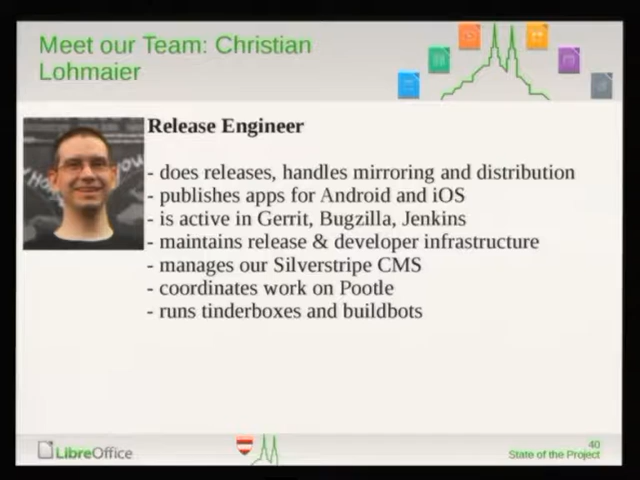 Meet our Team: Christian
Lohmaier
Release Engineer
- does releases, handles mirroring and distribution
- publishes apps for Android and iOS
- is active in Gerrit, Bugzilla, Jenkins
- maintains release & developer infrastructure
- manages our Silverstripe CMS
- coordinates work on Pootle
- runs tinderboxes and buildbots
LibreOffice
40
State of the Project